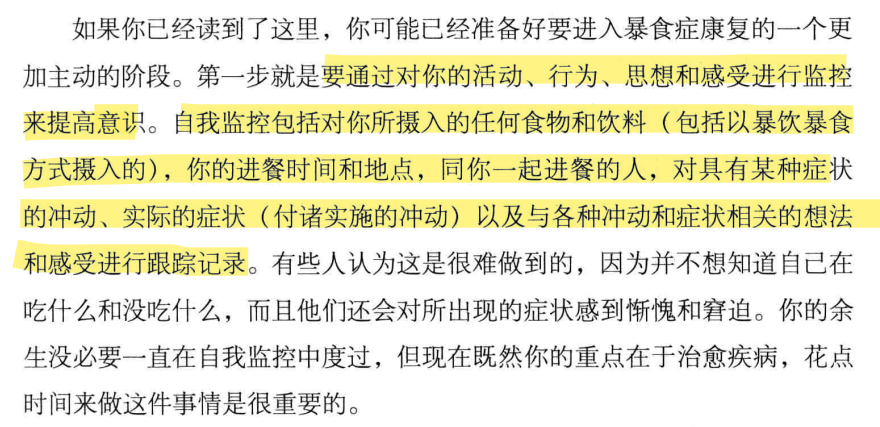 如果你已经读到了这里，你可能已经准备好要进入暴食症康复的一个更
加主动的阶段。第一步就是要通过对你的活动、行为、思想和感受进行监控
来提高意识。自我监控包括对你所摄入的任何食物和饮料（包括以暴饮暴食
方式摄入的），你的进餐时间和地点，同你一起进餐的人，对具有某种症状
的冲动、实际的症状（付诸实施的冲动）以及与各种冲动和症状相关的想法
和感受进行跟踪记录。有些人认为这是很难做到的，因为并不想知道自己在
吃什么和没吃什么，而且他们还会对所出现的症状感到惭愧和窘迫。你的余
生没必要一直在自我监控中度过，但现在既然你的重点在于治愈疾病，花点
时间来做这件事情是很重要的。